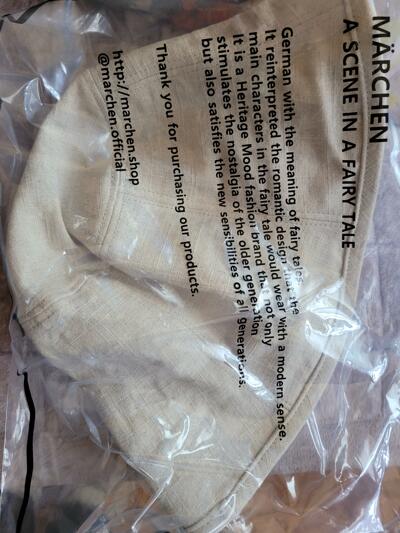 MÄRCHEN
A SCENE IN A FAIRY TALE
German with the meaning of fairy tales.
It reinterpreted the romantic design that the
main characters in the fairy tale would wear with a modern sense.
It is a Heritage Mood fashion brand that not only
stimulates the nostalgia of the older generation
but also satisfies the new sensibilities of all generations.
Thank you for purchasing our products.
http://marchen.shop
@marchen.official